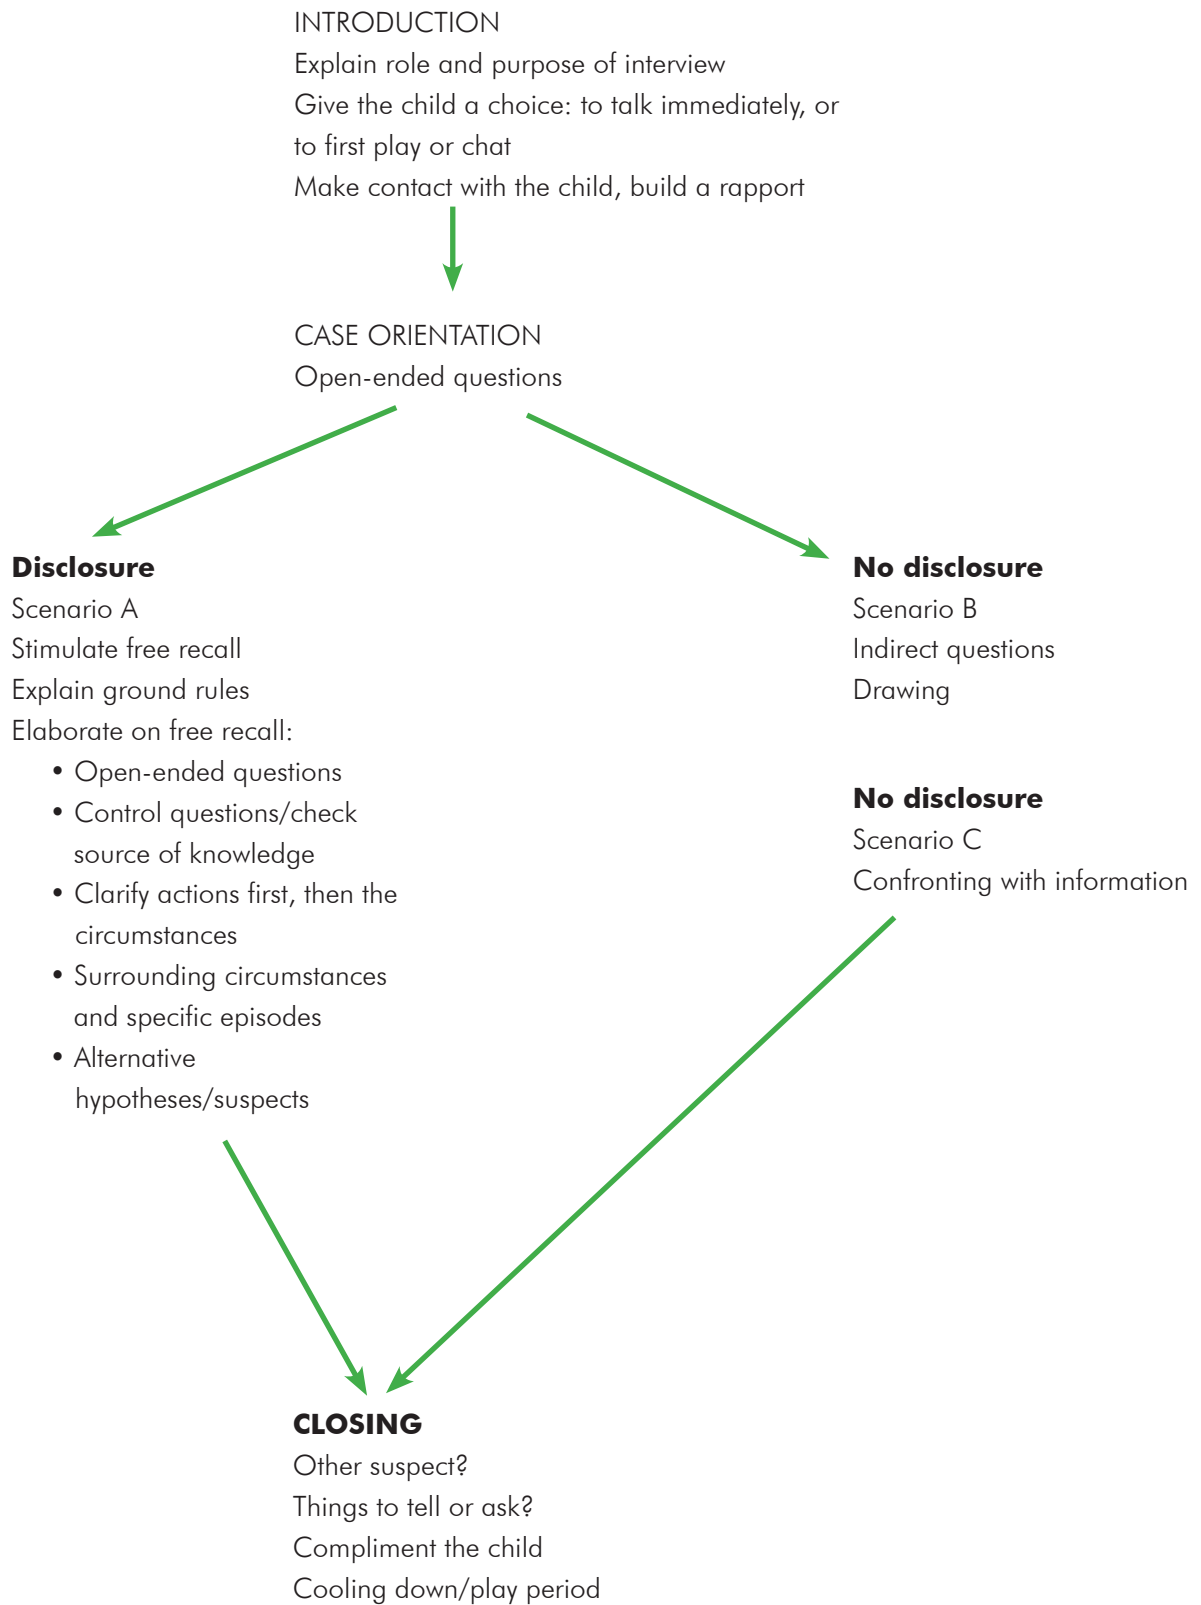 INTRODUCTION
Explain role and purpose of interview
Give the child a choice: to talk immediately, or
to first play or chat
Make contact with the child, build a rapport
CASE ORIENTATION
Open-ended questions
Disclosure
Scenario A
Stimulate free recall
Explain ground rules
Elaborate on free recall:
• Open-ended questions
• Control questions/check
source of knowledge
• Clarify actions first, then the
circumstances
• Surrounding circumstances
and specific episodes
• Alternative
hypotheses/suspects
No disclosure
Scenario B
Indirect questions
Drawing
No disclosure
Scenario C
Confronting with information
CLOSING
Other suspect?
Things to tell or ask?
Compliment the child
Cooling down/play period